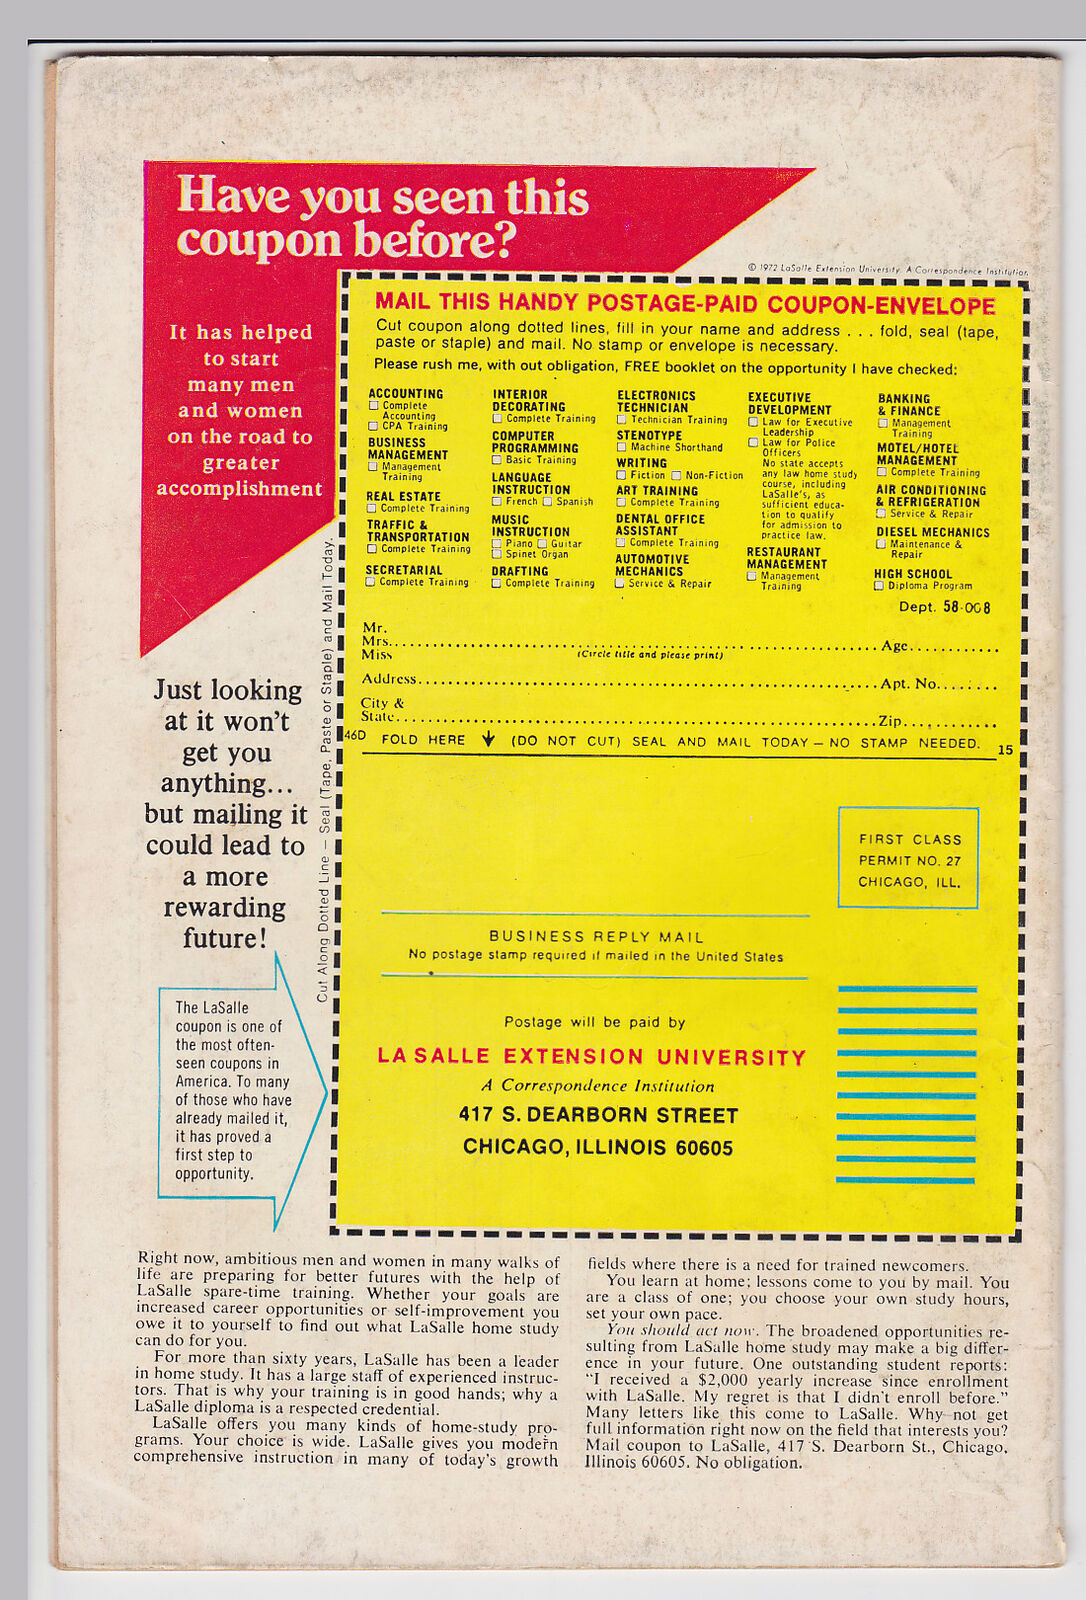 Have you seen this
coupon before?
© 1972 LaSalle Extension University. A Correspondence Institution
It has helped
to start
many men
and women
on the road to
greater
accomplishment
Just looking
at it won't
get you
anything...
but mailing it
could lead to
a more
rewarding
future!
The LaSalle
coupon is one of
the most often-
seen coupons in
America. To many
of those who have
already mailed it,
it has proved a
first step to
opportunity.
Cut Along Dotted Line — Seal (Tape, Paste or Staple) and Mail Today.
MAIL THIS HANDY POSTAGE-PAID COUPON-ENVELOPE
Cut coupon along dotted lines, fill in your name and address . . . fold, seal (tape,
paste or staple) and mail. No stamp or envelope is necessary.
Please rush me, with out obligation, FREE booklet on the opportunity I have checked:
ACCOUNTING
☐ Complete
Accounting
☐ CPA Training
BUSINESS
MANAGEMENT
☐ Management
Training
REAL ESTATE
☐ Complete Training
TRAFFIC &
TRANSPORTATION
☐ Complete Training
SECRETARIAL
☐ Complete Training
INTERIOR
DECORATING
☐ Complete Training
COMPUTER
PROGRAMMING
☐ Basic Training
LANGUAGE
INSTRUCTION
☐ French ☐ Spanish
MUSIC
INSTRUCTION
☐ Piano ☐ Guitar
☐ Spinet Organ
DRAFTING
☐ Complete Training
ELECTRONICS
TECHNICIAN
☐ Technician Training
STENOTYPE
☐ Machine Shorthand
WRITING
☐ Fiction ☐ Non-Fiction
ART TRAINING
☐ Complete Training
DENTAL OFFICE
ASSISTANT
☐ Complete Training
AUTOMOTIVE
MECHANICS
☐ Service & Repair
EXECUTIVE
DEVELOPMENT
☐ Law for Executive
Leadership
☐ Law for Police
Officers
No state accepts
any law home study
course, including
LaSalle's, as
sufficient educa-
tion to qualify
for admission to
practice law.
RESTAURANT
MANAGEMENT
☐ Management
Training
BANKING
& FINANCE
☐ Management
Training
MOTEL/HOTEL
MANAGEMENT
☐ Complete Training
AIR CONDITIONING
& REFRIGERATION
☐ Service & Repair
DIESEL MECHANICS
☐ Maintenance &
Repair
HIGH SCHOOL
☐ Diploma Program
Dept. 58-008
Mr.
Mrs.......................................................Age............
Miss (Circle title and please print)
Address.......................................................Apt. No........
City &
State.......................................................Zip............
46D FOLD HERE ↓ (DO NOT CUT) SEAL AND MAIL TODAY — NO STAMP NEEDED. 15
FIRST CLASS
PERMIT NO. 27
CHICAGO, ILL.
BUSINESS REPLY MAIL
No postage stamp required if mailed in the United States
Postage will be paid by
LA SALLE EXTENSION UNIVERSITY
A Correspondence Institution
417 S. DEARBORN STREET
CHICAGO, ILLINOIS 60605
Right now, ambitious men and women in many walks of
life are preparing for better futures with the help of
LaSalle spare-time training. Whether your goals are
increased career opportunities or self-improvement you
owe it to yourself to find out what LaSalle home study
can do for you.
For more than sixty years, LaSalle has been a leader
in home study. It has a large staff of experienced instruc-
tors. That is why your training is in good hands; why a
LaSalle diploma is a respected credential.
LaSalle offers you many kinds of home-study pro-
grams. Your choice is wide. LaSalle gives you modern
comprehensive instruction in many of today's growth
fields where there is a need for trained newcomers.
You learn at home; lessons come to you by mail. You
are a class of one; you choose your own study hours,
set your own pace.
You should act now. The broadened opportunities re-
sulting from LaSalle home study may make a big differ-
ence in your future. One outstanding student reports:
"I received a $2,000 yearly increase since enrollment
with LaSalle. My regret is that I didn't enroll before."
Many letters like this come to LaSalle. Why not get
full information right now on the field that interests you?
Mail coupon to LaSalle, 417 S. Dearborn St., Chicago,
Illinois 60605. No obligation.